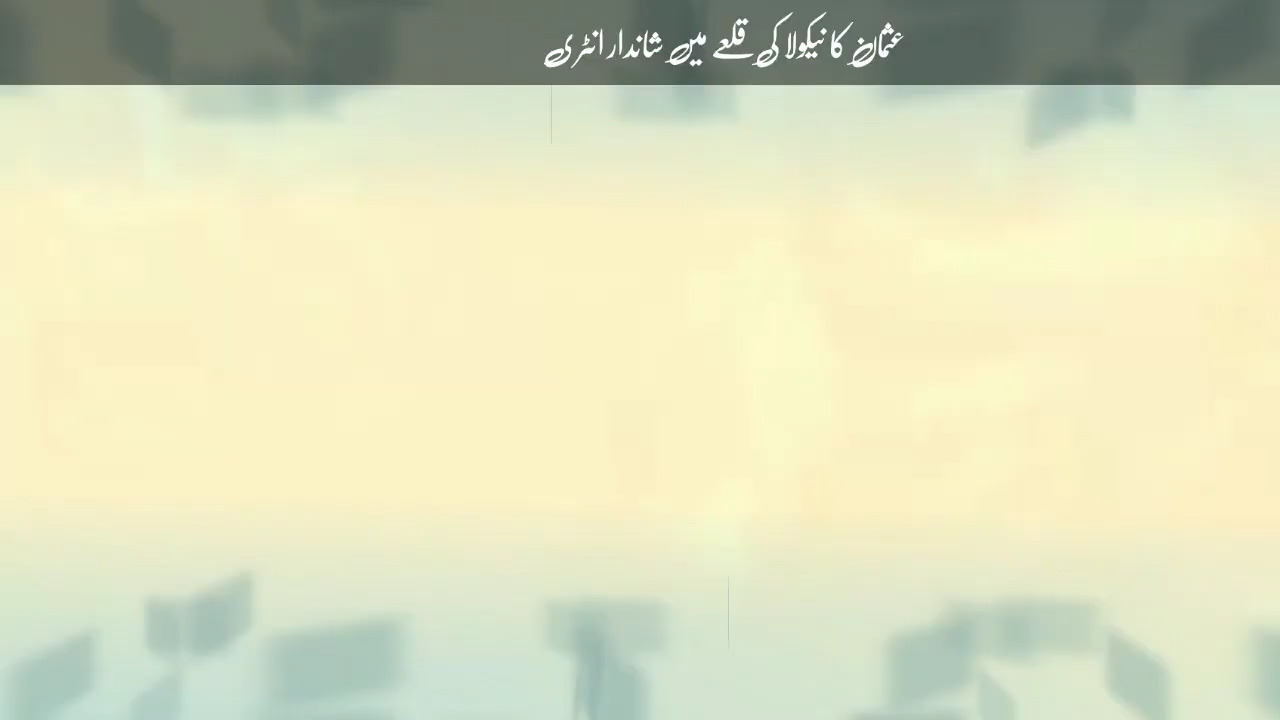 عثمان کا نیکولا کی قلعے میں شاندار انٹری